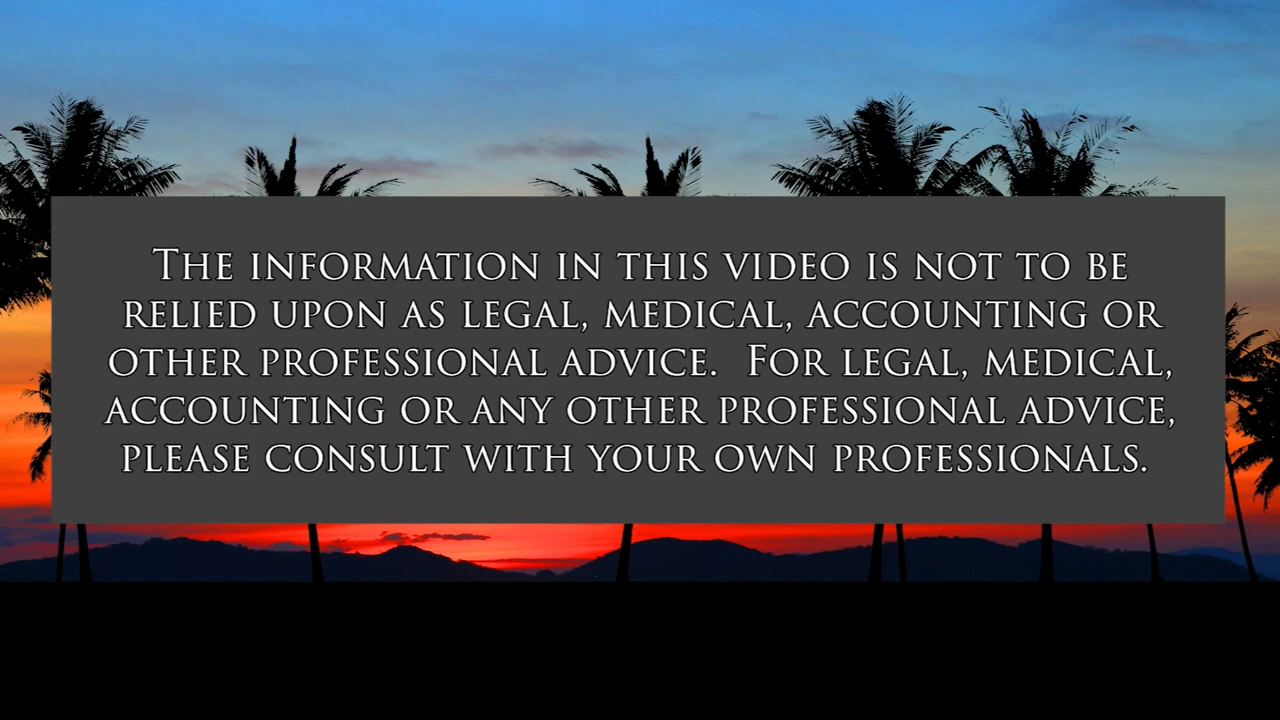 The information in this video is not to be
relied upon as legal, medical, accounting or
other professional advice.  For legal, medical,
accounting or any other professional advice,
please consult with your own professionals.